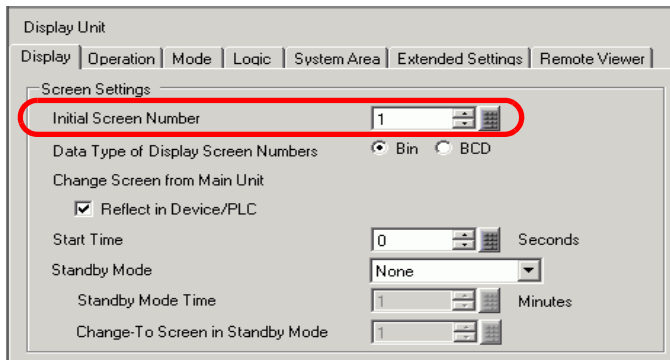 Display Unit
Display Operation Mode Logic System Area Extended Settings Remote Viewer
Screen Settings
Initial Screen Number 1
Data Type of Display Screen Numbers Bin BCD
Change Screen from Main Unit
Reflect in Device/PLC
Start Time 0 Seconds
Standby Mode None
Standby Mode Time 1 Minutes
Change-To Screen in Standby Mode 1